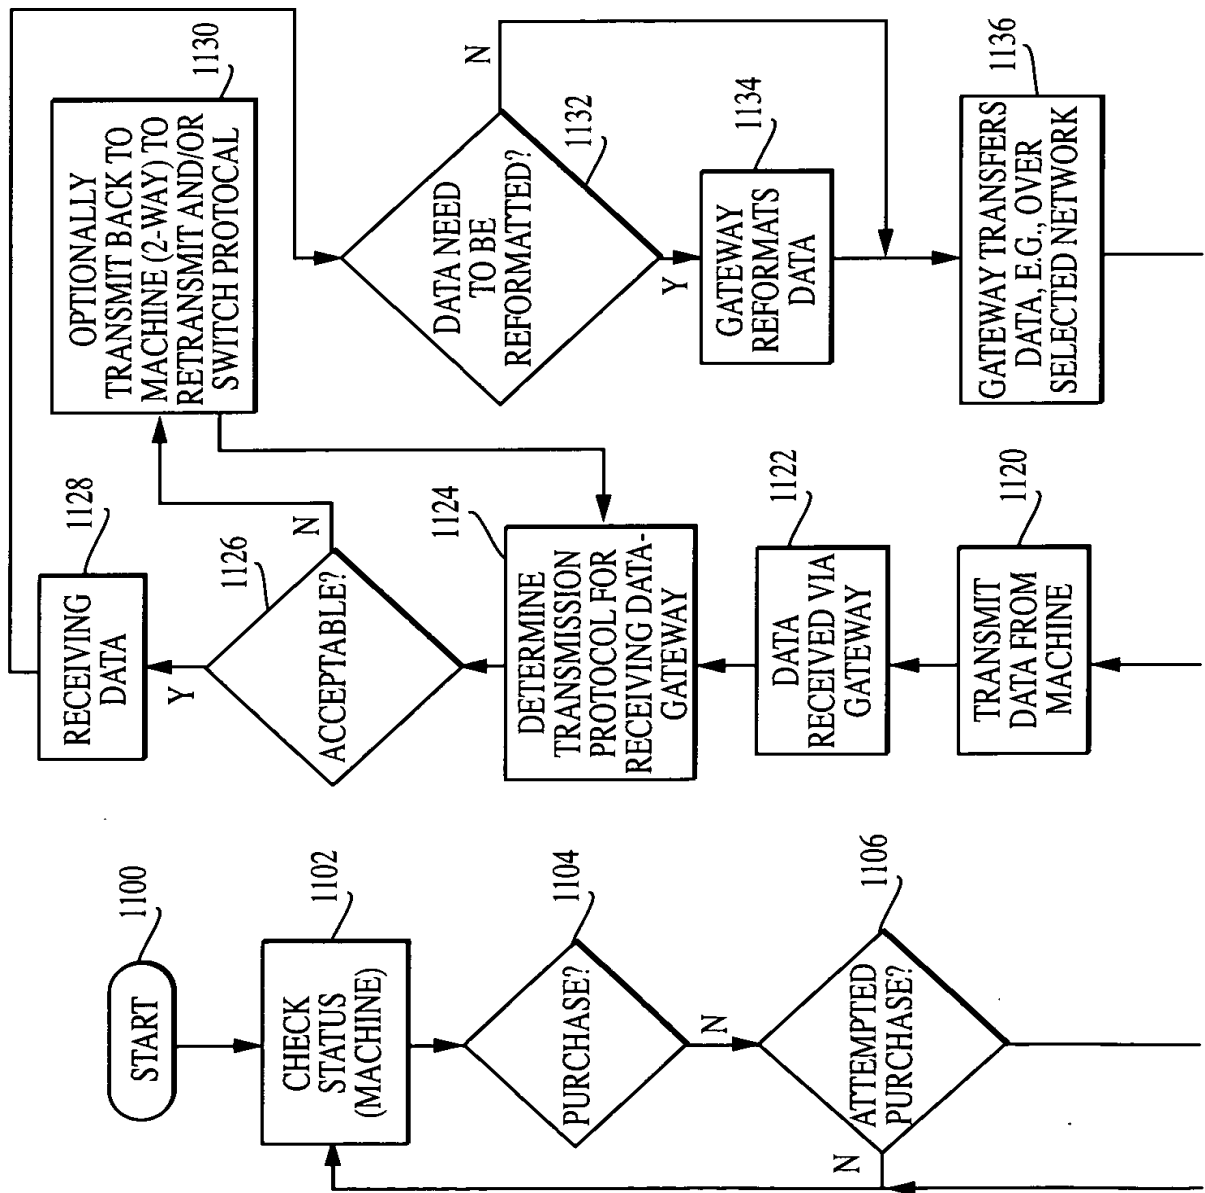 START
1100
CHECK
STATUS
(MACHINE)
1102
PURCHASE?
1104
N
ATTEMPTED
PURCHASE?
1106
N
RECEIVING
DATA
1128
Y
ACCEPTABLE?
1126
N
DETERMINE
TRANSMISSION
PROTOCOL FOR
RECEIVING DATA-
GATEWAY
1124
DATA
RECEIVED VIA
GATEWAY
1122
TRANSMIT
DATA FROM
MACHINE
1120
OPTIONALLY
TRANSMIT BACK TO
MACHINE (2-WAY) TO
RETRANSMIT AND/OR
SWITCH PROTOCAL
1130
DATA NEED
TO BE
REFORMATTED?
1132
N
Y
GATEWAY
REFORMATS
DATA
1134
GATEWAY TRANSFERS
DATA, E.G., OVER
SELECTED NETWORK
1136